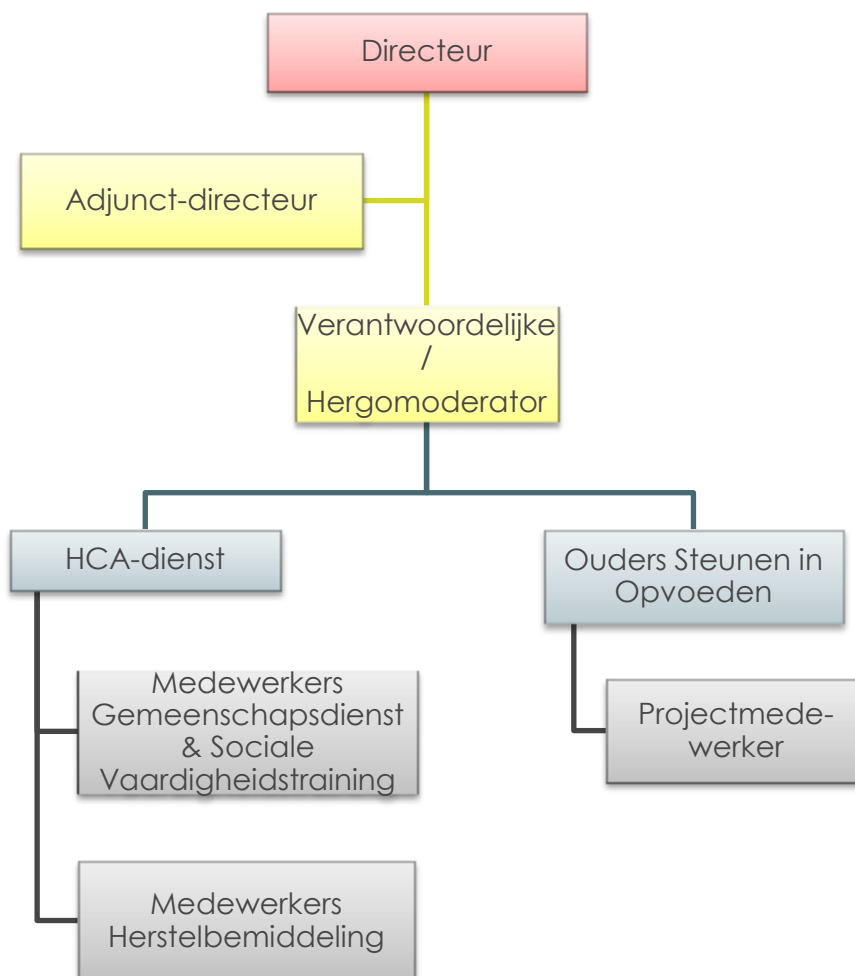 Directeur
Adjunct-directeur
Verantwoordelijke
/
Hergomoderator
HCA-dienst
Medewerkers
Gemeenschapsdienst
& Sociale
Vaardigheidstraining
Medewerkers
Herstelbemiddeling
Ouders Steunen in
Opvoeden
Projectmede-
werker